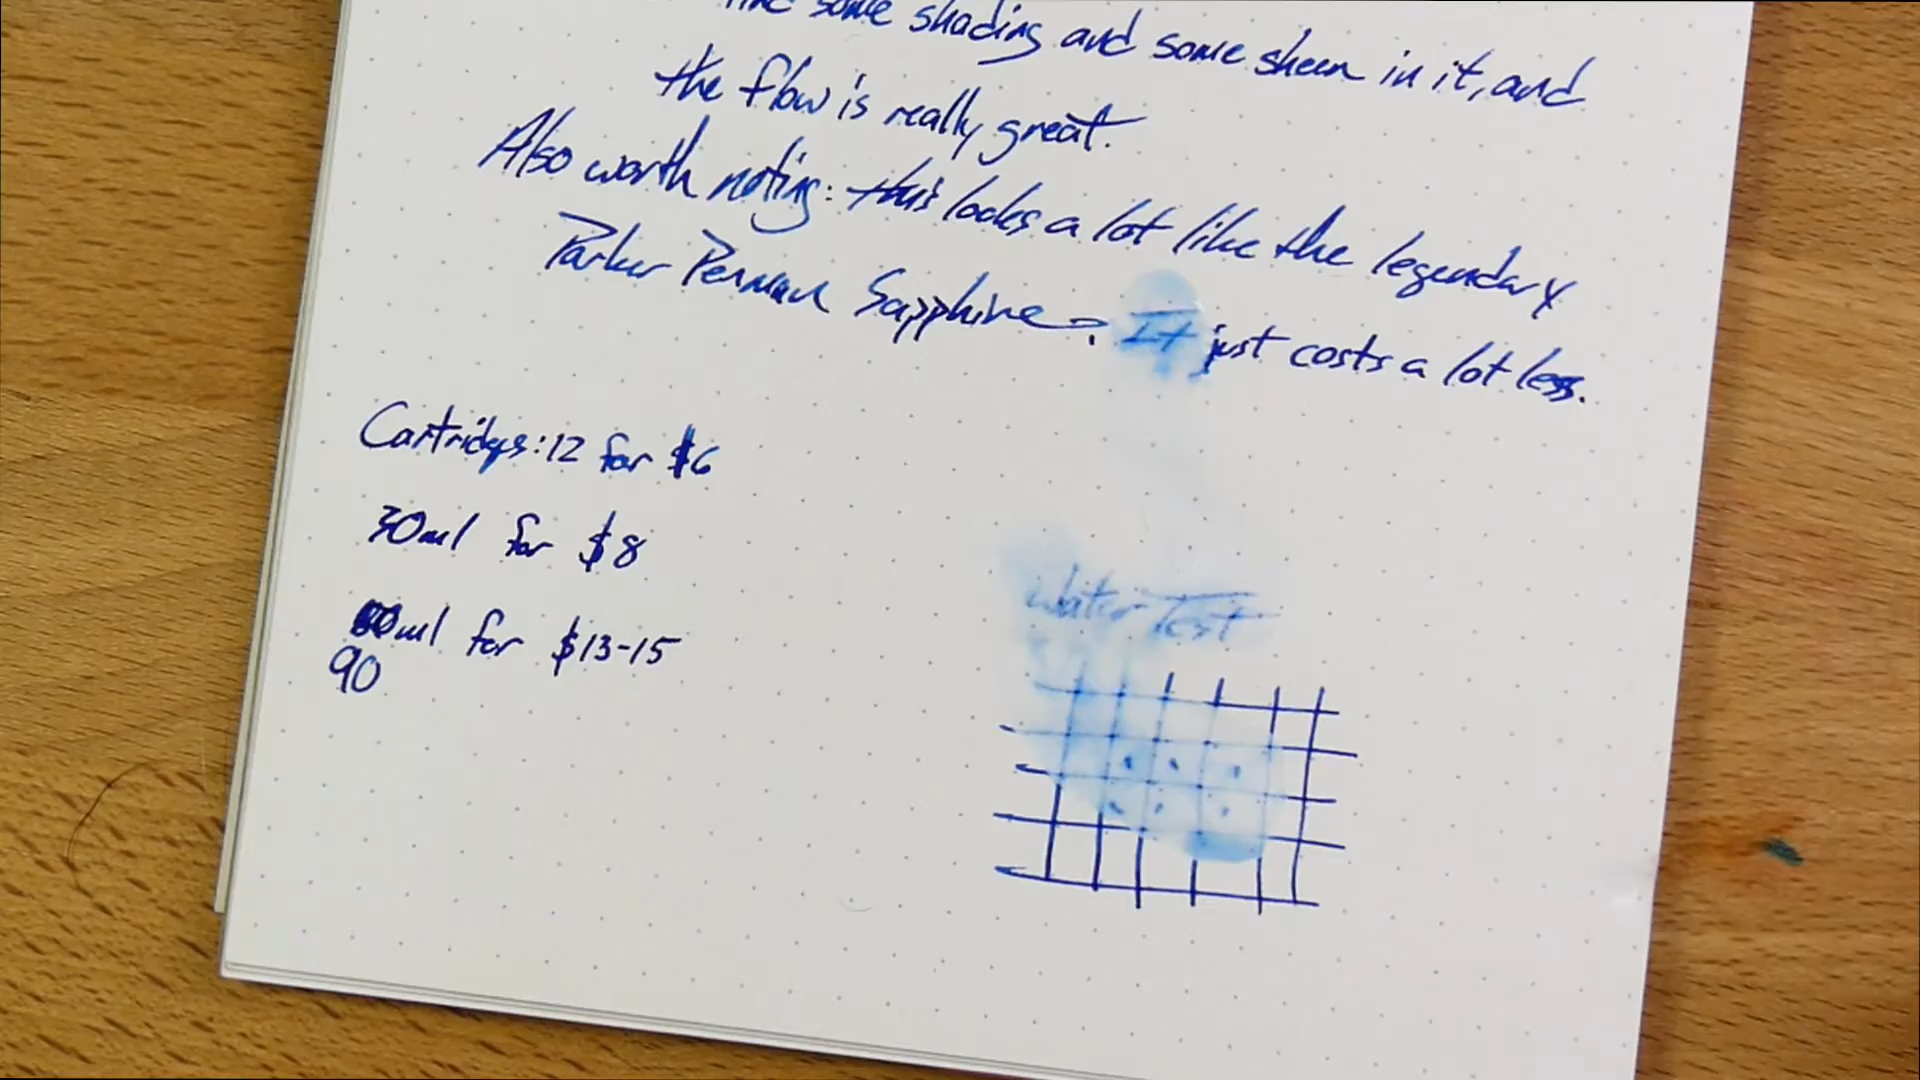 some shading and some sheen in it, and
the flow is really great.
Also worth noting: this looks a lot like the legendary
Parker Penman Sapphire. It just costs a lot less.
Cartridges: 12 for $6
30ml for $8
ml for $13-15
90
Water Test